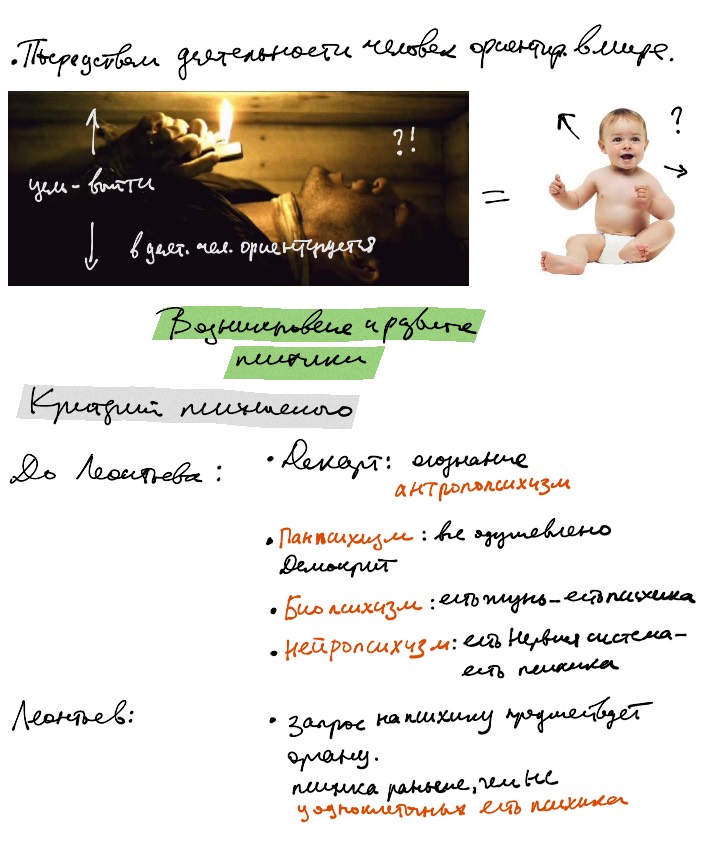 • Посредством деятельности человек ориентир. в мире.
?!
цель - выйти
в деят. чел. ориентируется
=
?
Возникновение и развитие
психики
Критерий психического
До Леонтьева:
• Декарт: сознание
антропопсихизм
• Панпсихизм: все одушевлено
Демокрит
• Биопсихизм: есть жизнь - есть психика
• Нейропсихизм: есть Нервная система -
есть психика
Леонтьев:
• Запрос на психику предшествует
органу.
психика раньше, чем НС
у одноклеточных есть психика